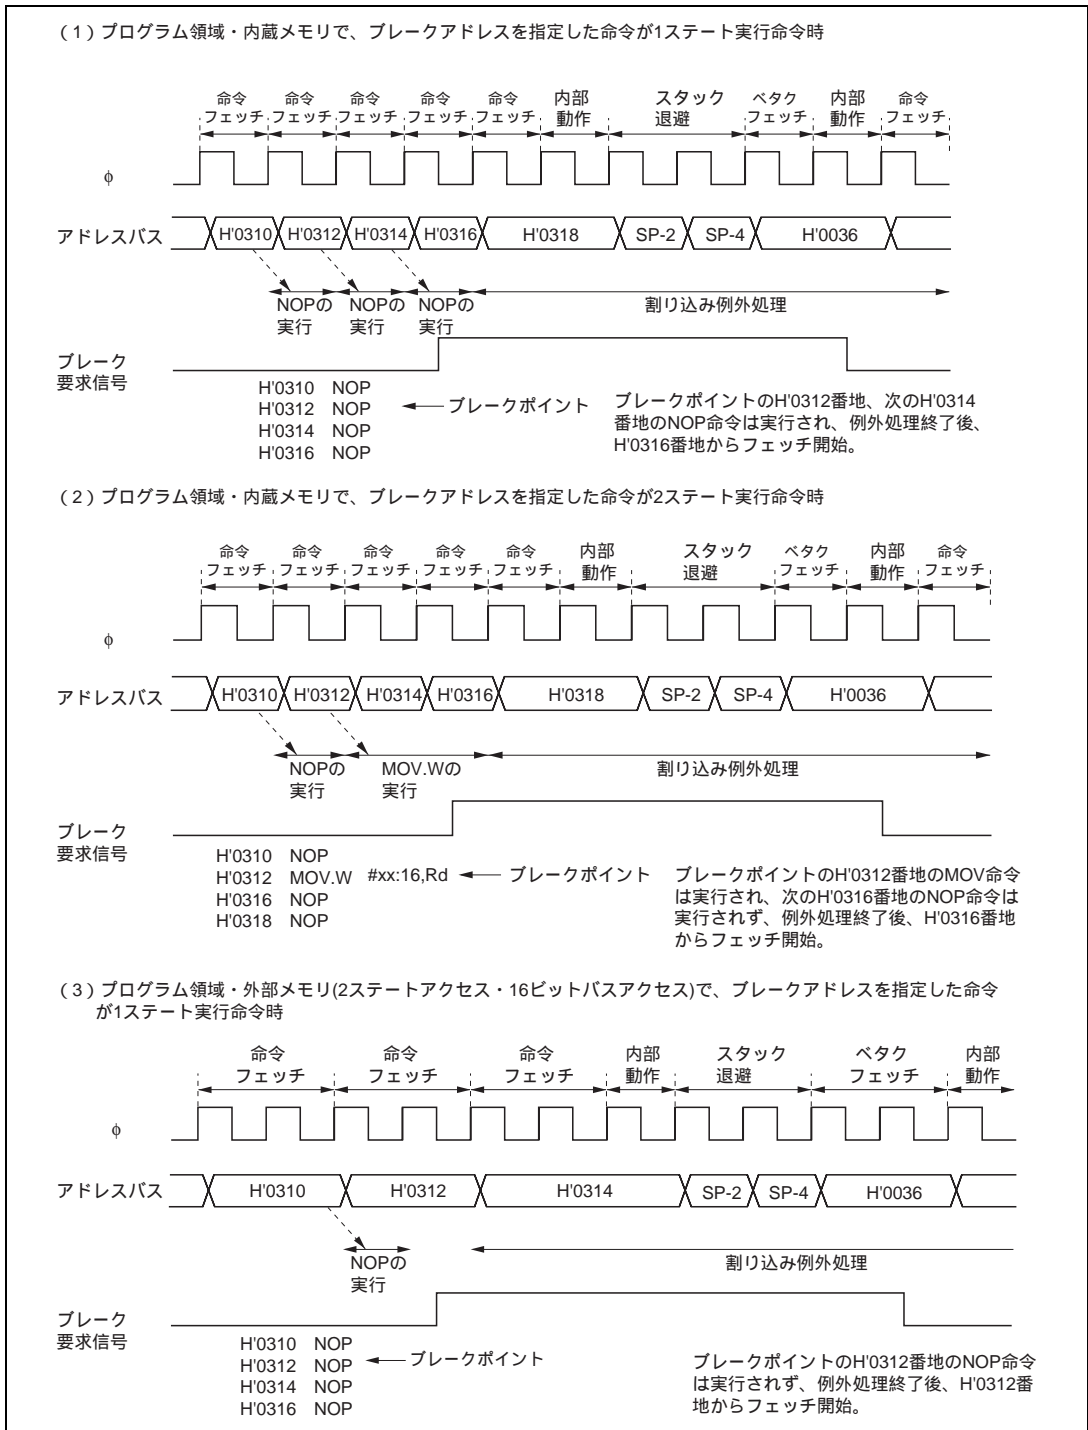 （1）プログラム領域・内蔵メモリで、ブレークアドレスを指定した命令が1ステート実行命令時
命令 命令 命令 命令 命令 内部 スタック ベクタ 内部 命令
フェッチ フェッチ フェッチ フェッチ フェッチ 動作 退避 フェッチ 動作 フェッチ
φ
アドレスバス H'0310 H'0312 H'0314 H'0316 H'0318 SP-2 SP-4 H'0036
NOPの NOPの NOPの 割り込み例外処理
実行 実行 実行
ブレーク
要求信号
H'0310 NOP
H'0312 NOP ブレークポイント
H'0314 NOP
H'0316 NOP
ブレークポイントのH'0312番地、次のH'0314
番地のNOP命令は実行され、例外処理終了後、
H'0316番地からフェッチ開始。
（2）プログラム領域・内蔵メモリで、ブレークアドレスを指定した命令が2ステート実行命令時
命令 命令 命令 命令 命令 内部 スタック ベタク 内部 命令
フェッチ フェッチ フェッチ フェッチ フェッチ 動作 退避 フェッチ 動作 フェッチ
φ
アドレスバス H'0310 H'0312 H'0314 H'0316 H'0318 SP-2 SP-4 H'0036
NOPの MOV.Wの 割り込み例外処理
実行 実行
ブレーク
要求信号
H'0310 NOP
H'0312 MOV.W #xx:16,Rd ブレークポイント
H'0316 NOP
H'0318 NOP
ブレークポイントのH'0312番地のMOV命令
は実行され、次のH'0316番地のNOP命令は
実行されず、例外処理終了後、H'0316番地
からフェッチ開始。
（3）プログラム領域・外部メモリ(2ステートアクセス・16ビットバスアクセス)で、ブレークアドレスを指定した命令
が1ステート実行命令時
命令 命令 命令 内部 スタック ベタク 内部
フェッチ フェッチ フェッチ 動作 退避 フェッチ 動作
φ
アドレスバス H'0310 H'0312 H'0314 SP-2 SP-4 H'0036
NOPの 割り込み例外処理
実行
ブレーク
要求信号
H'0310 NOP
H'0312 NOP ブレークポイント
H'0314 NOP
H'0316 NOP
ブレークポイントのH'0312番地のNOP命令
は実行されず、例外処理終了後、H'0312番
地からフェッチ開始。